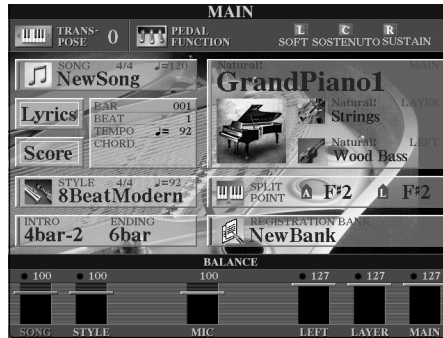 MAIN
TRANS-
POSE 0
PEDAL
FUNCTION
L C R
SOFT SOSTENUTO SUSTAIN
SONG 4/4 ♩=120
NewSong
Natural! MAIN
GrandPiano1
Lyrics
Score
BAR 001
BEAT 1
TEMPO ♩= 92
CHORD
Natural! LAYER
Strings
Natural! LEFT
Wood Bass
STYLE 4/4 ♩=92
8BeatModern
SPLIT
POINT
A F♯2 L F♯2
INTRO ENDING
4bar-2 6bar
REGISTRATION BANK
NewBank
BALANCE
100 100 100 127 127 127
SONG STYLE MIC LEFT LAYER MAIN